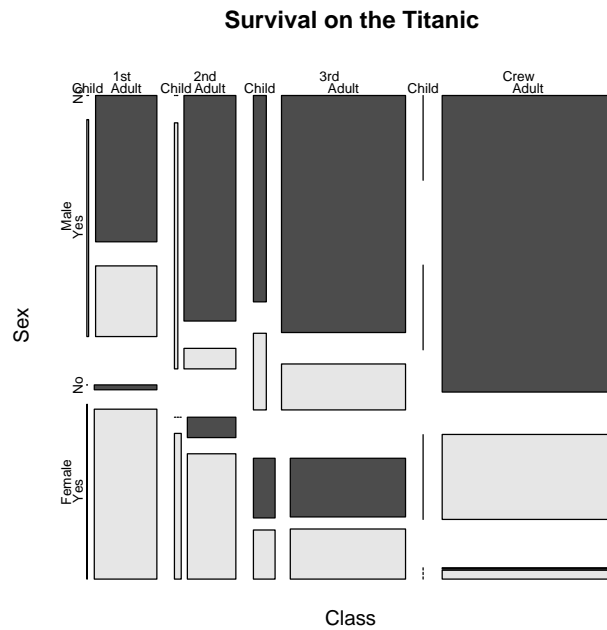 Survival on the Titanic
1st 2nd 3rd Crew
Child Adult Child Adult Child Adult Child Adult
No
Male
Yes
Sex
No
Female
Yes
Class